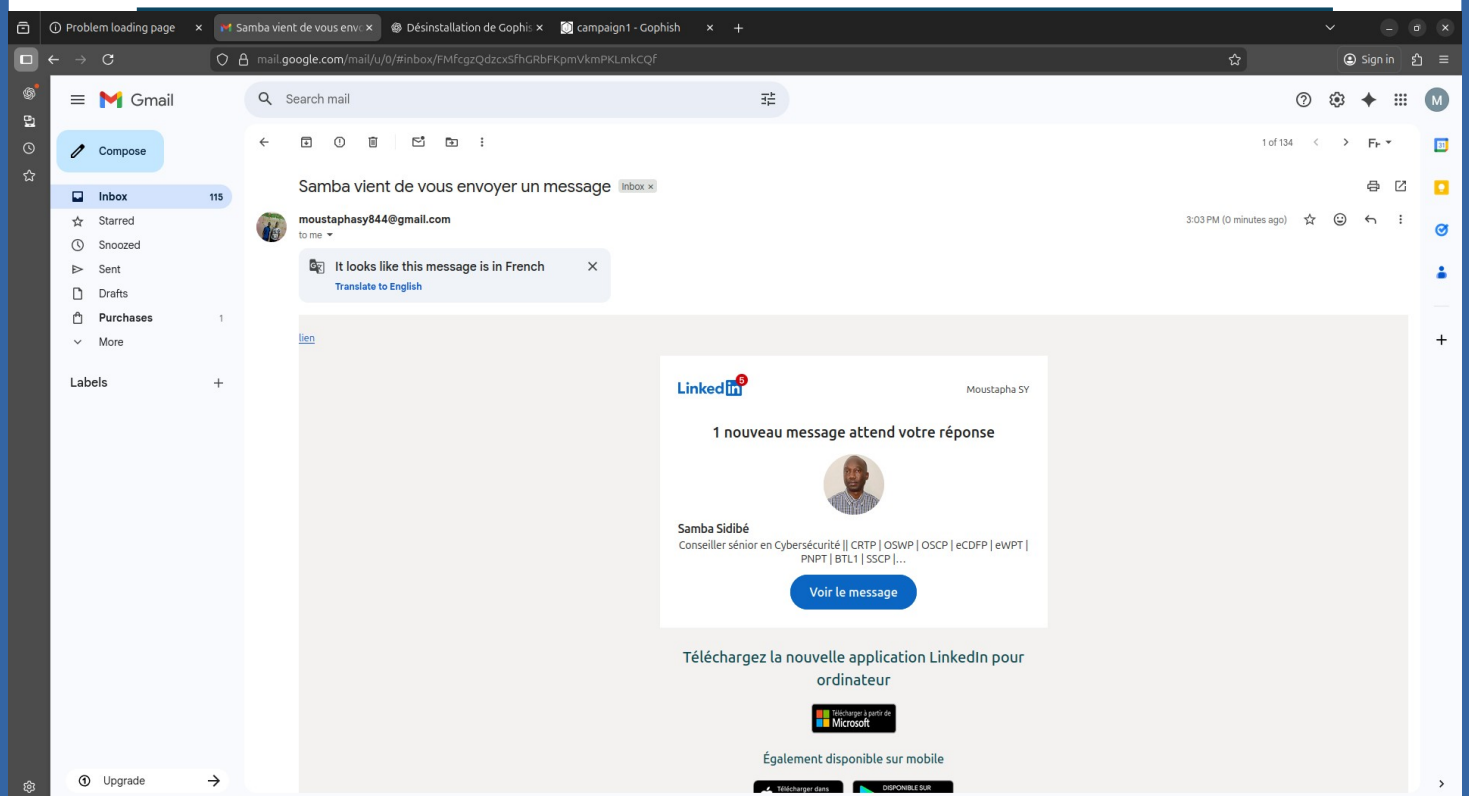 Problem loading page
Samba vient de vous envo
Désinstallation de Gophis
campaign1 - Gophish
mail.google.com/mail/u/0/#inbox/FMfcgzQdzcxSfhGRbFKpmVkmPKLmkCQf
Sign in
Gmail
Search mail
M
Compose
1 of 134
Inbox 115
Starred
Snoozed
Sent
Drafts
Purchases 1
More
Labels
Upgrade
Samba vient de vous envoyer un message Inbox ×
moustaphasy844@gmail.com
3:03 PM (0 minutes ago)
to me
It looks like this message is in French
Translate to English
lien
Linked in 5
Moustapha SY
1 nouveau message attend votre réponse
Samba Sidibé
Conseiller sénior en Cybersécurité || CRTP | OSWP | OSCP | eCDFP | eWPT |
PNPT | BTL1 | SSCP |...
Voir le message
Téléchargez la nouvelle application LinkedIn pour
ordinateur
Télécharger à partir de
Microsoft
Également disponible sur mobile
Télécharger dans
DISPONIBLE SUR